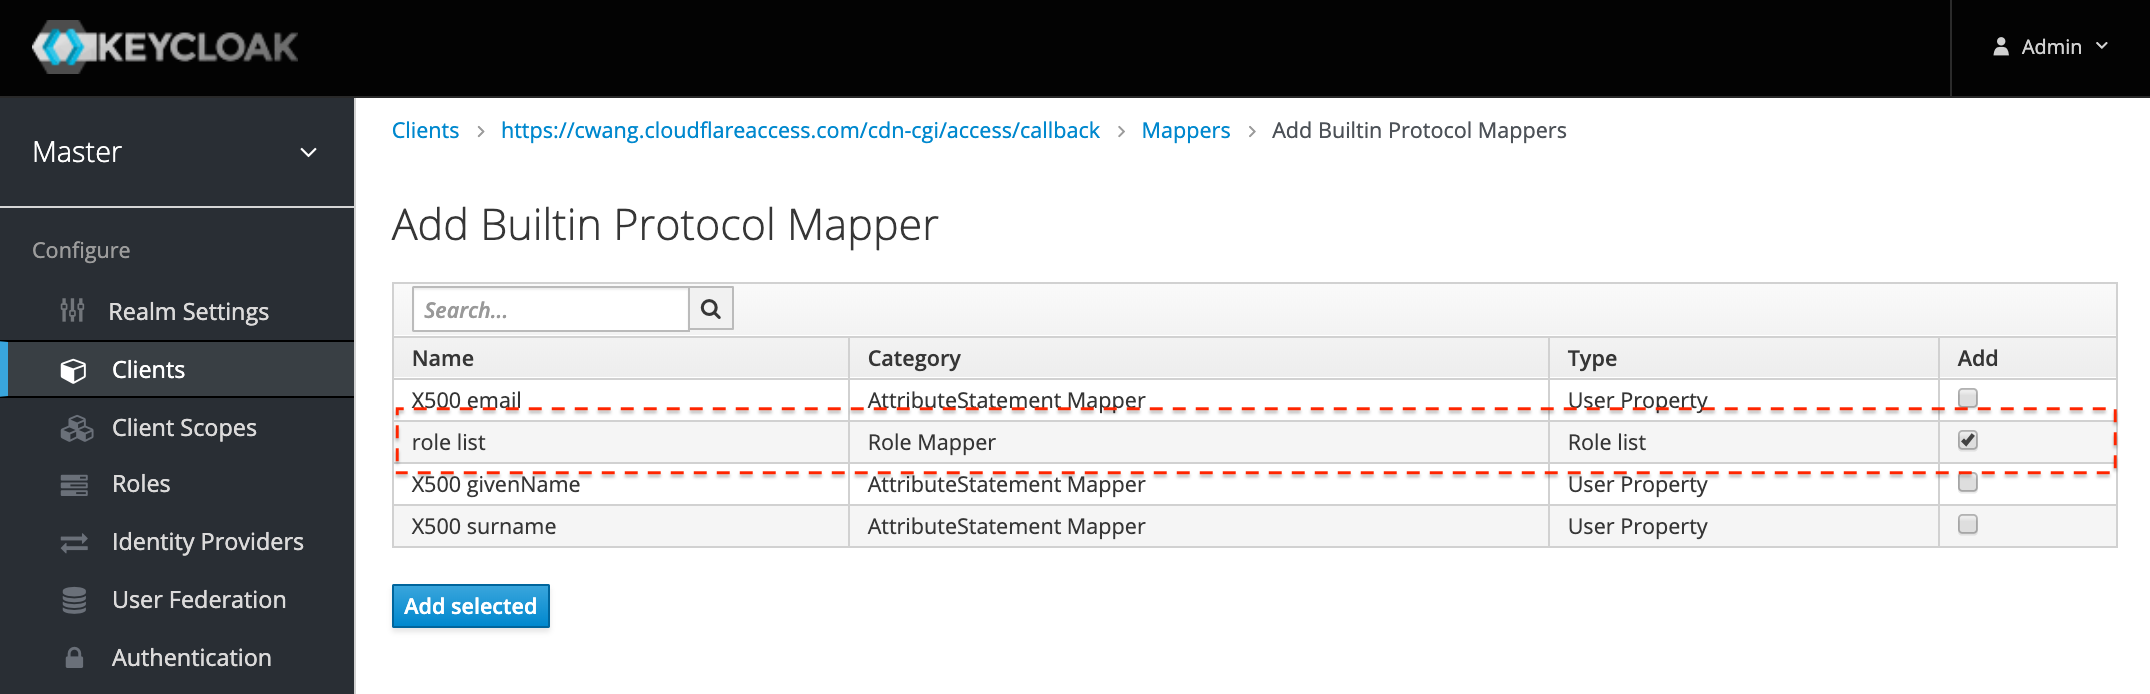 KEYCLOAK
Admin
Master
Clients > https://cwang.cloudflareaccess.com/cdn-cgi/access/callback > Mappers > Add Builtin Protocol Mappers
Configure
Realm Settings
Clients
Client Scopes
Roles
Identity Providers
User Federation
Authentication
Add Builtin Protocol Mapper
Search...
Name Category Type Add
X500 email AttributeStatement Mapper User Property
role list Role Mapper Role list
X500 givenName AttributeStatement Mapper User Property
X500 surname AttributeStatement Mapper User Property
Add selected